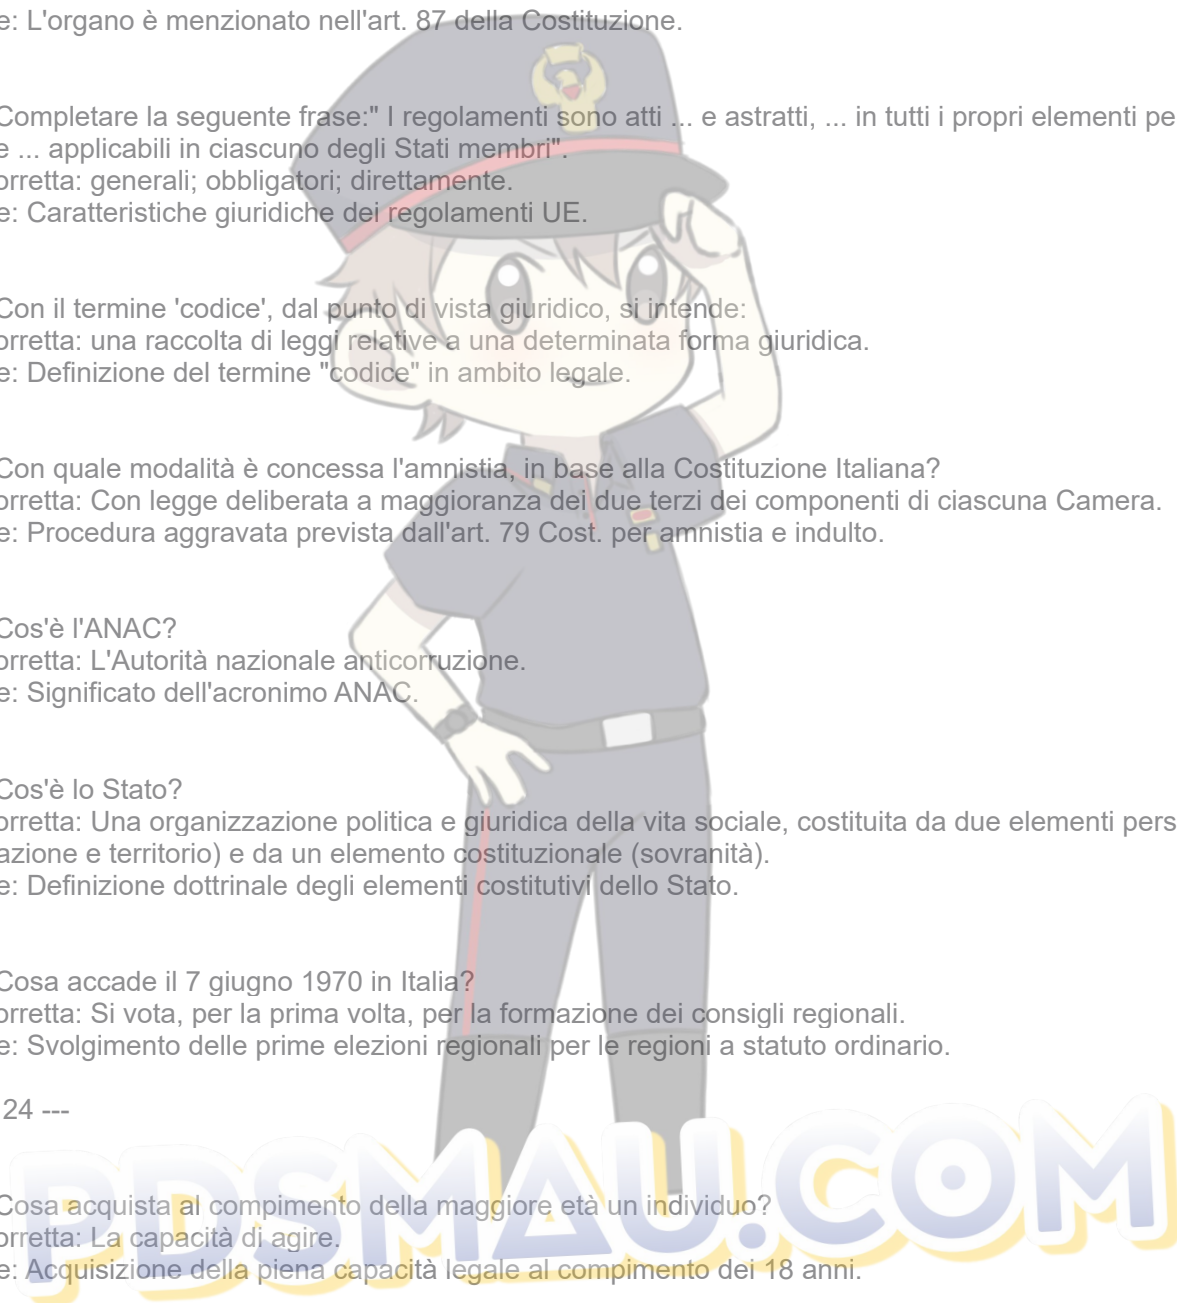 e: L'organo è menzionato nell'art. 87 della Costituzione.
Completare la seguente frase:" I regolamenti sono atti ... e astratti, ... in tutti i propri elementi pe
e ... applicabili in ciascuno degli Stati membri".
orretta: generali; obbligatori; direttamente.
e: Caratteristiche giuridiche dei regolamenti UE.
Con il termine 'codice', dal punto di vista giuridico, si intende:
orretta: una raccolta di leggi relative a una determinata forma giuridica.
e: Definizione del termine "codice" in ambito legale.
Con quale modalità è concessa l'amnistia, in base alla Costituzione Italiana?
orretta: Con legge deliberata a maggioranza dei due terzi dei componenti di ciascuna Camera.
e: Procedura aggravata prevista dall'art. 79 Cost. per amnistia e indulto.
Cos'è l'ANAC?
orretta: L'Autorità nazionale anticorruzione.
e: Significato dell'acronimo ANAC.
Cos'è lo Stato?
orretta: Una organizzazione politica e giuridica della vita sociale, costituita da due elementi pers
azione e territorio) e da un elemento costituzionale (sovranità).
e: Definizione dottrinale degli elementi costitutivi dello Stato.
Cosa accade il 7 giugno 1970 in Italia?
orretta: Si vota, per la prima volta, per la formazione dei consigli regionali.
e: Svolgimento delle prime elezioni regionali per le regioni a statuto ordinario.
24 ---
PDSMAU.COM
Cosa acquista al compimento della maggiore età un individuo?
orretta: La capacità di agire.
e: Acquisizione della piena capacità legale al compimento dei 18 anni.